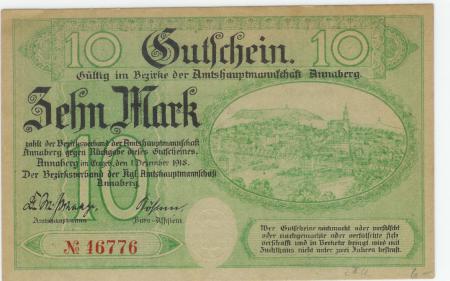 10 Gutschein. 10
Gültig im Bezirke der Amtshauptmannschaft Annaberg.
Zehn Mark
zahlt der Bezirksverband der Amtshauptmannschaft
Annaberg gegen Rückgabe dieses Gutscheines.
Annaberg im Erzgeb., den 1. Dezember 1918.
Der Bezirksverband der Kgl. Amtshauptmannschaft
Annaberg.
10
Amtshauptmann
Büro-Assistent
№ 46776
Wer Gutscheine nachmacht oder verfälscht
oder nachgemachte oder verfälschte sich
verschafft und in Verkehr bringt wird mit
Zuchthaus nicht unter zwei Jahren bestraft.